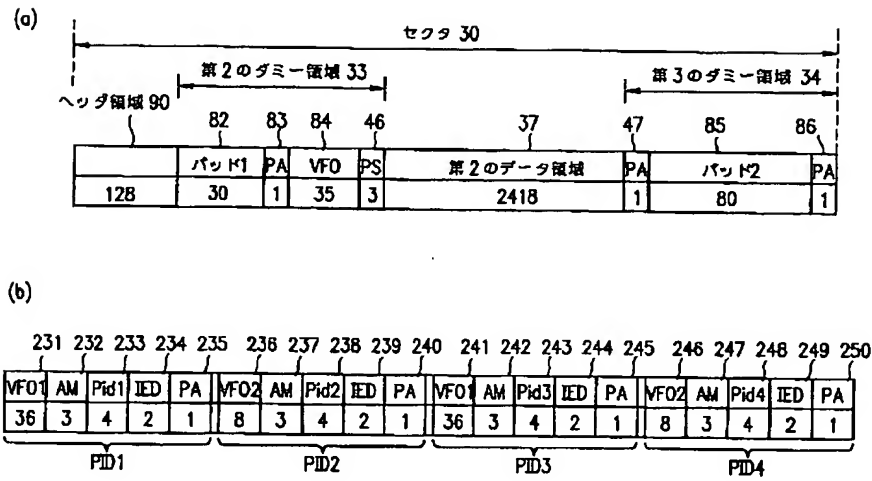 (a)
セクタ 30
第2のダミー領域 33
第3のダミー領域 34
ヘッダ領域 90
82 83 84 46 37 47 85 86
パッド1 PA VFO PS 第2のデータ領域 PA パッド2 PA
128 30 1 35 3 2418 1 80 1
(b)
231 232 233 234 235 236 237 238 239 240 241 242 243 244 245 246 247 248 249 250
VFO1 AM Pid1 IED PA VFO2 AM Pid2 IED PA VFO1 AM Pid3 IED PA VFO2 AM Pid4 IED PA
36 3 4 2 1 8 3 4 2 1 36 3 4 2 1 8 3 4 2 1
PID1 PID2 PID3 PID4